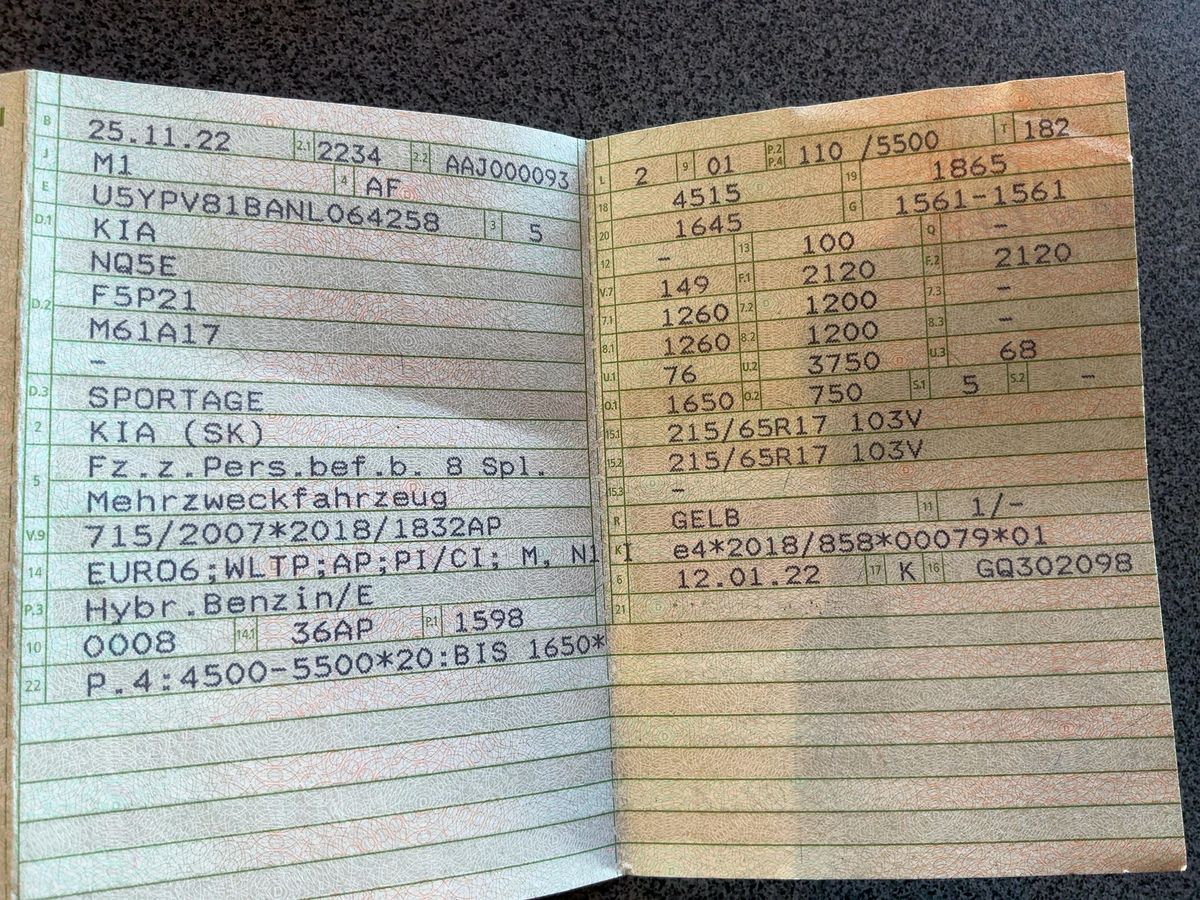 B 25.11.22 2.1 2234 2.2 AAJ000093
J M1 4 AF
E U5YPV81BANL064258 3 5
D.1 KIA
NQ5E
D.2 F5P21
M61A17
–
D.3 SPORTAGE
2 KIA (SK)
5 Fz.z.Pers.bef.b. 8 Spl.
Mehrzweckfahrzeug
V.9 715/2007*2018/1832AP
14 EURO6;WLTP;AP;PI/CI; M, N1 I
P.3 Hybr.Benzin/E
10 0008 14.1 36AP P.1 1598
22 P.4:4500-5500*20:BIS 1650*
L 2 9 01 P.2 P.4 110 /5500 T 182
18 4515 19 1865
20 1645 G 1561-1561
12 – 13 100 Q –
V.7 149 F.1 2120 F.2 2120
7.1 1260 7.2 1200 7.3 –
8.1 1260 8.2 1200 8.3 –
U.1 76 U.2 3750 U.3 68
O.1 1650 O.2 750 S.1 5 S.2 –
15.1 215/65R17 103V
15.2 215/65R17 103V
15.3 –
R GELB 11 1/-
K e4*2018/858*00079*01
6 12.01.22 17 K 16 GQ302098
21